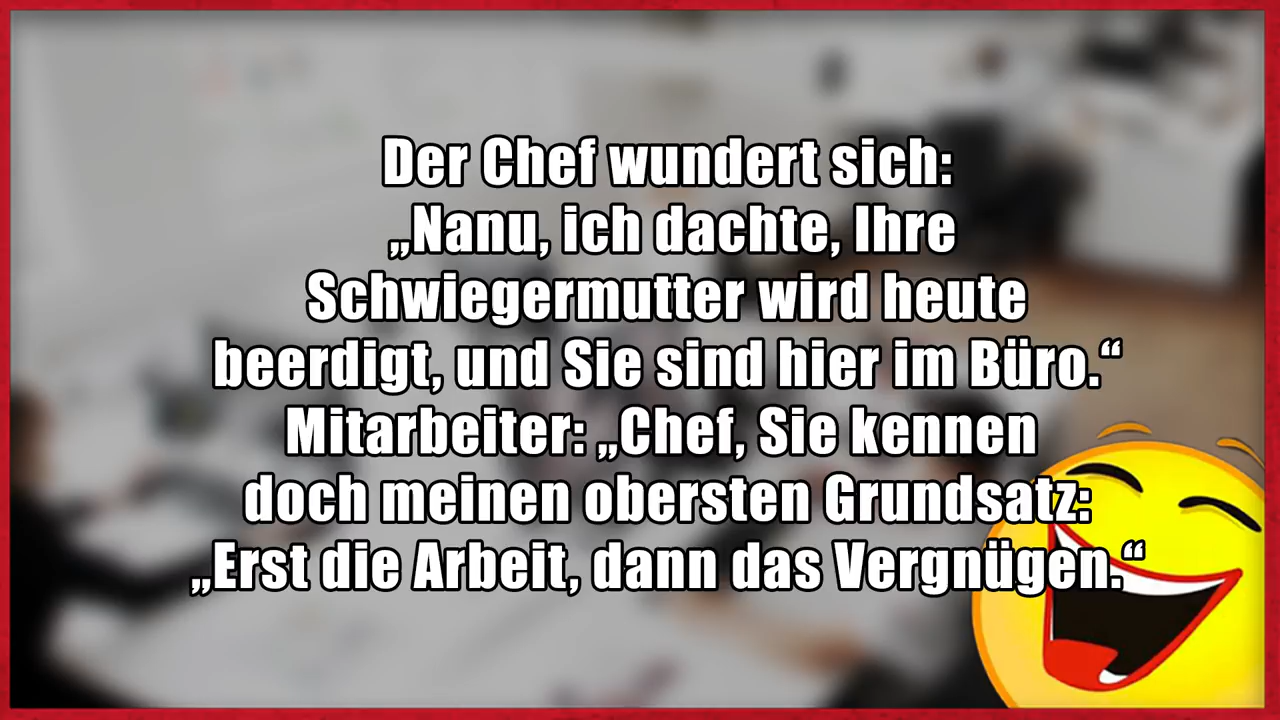 Der Chef wundert sich:
„Nanu, ich dachte, Ihre
Schwiegermutter wird heute
beerdigt, und Sie sind hier im Büro.“
Mitarbeiter: „Chef, Sie kennen
doch meinen obersten Grundsatz:
„Erst die Arbeit, dann das Vergnügen.“